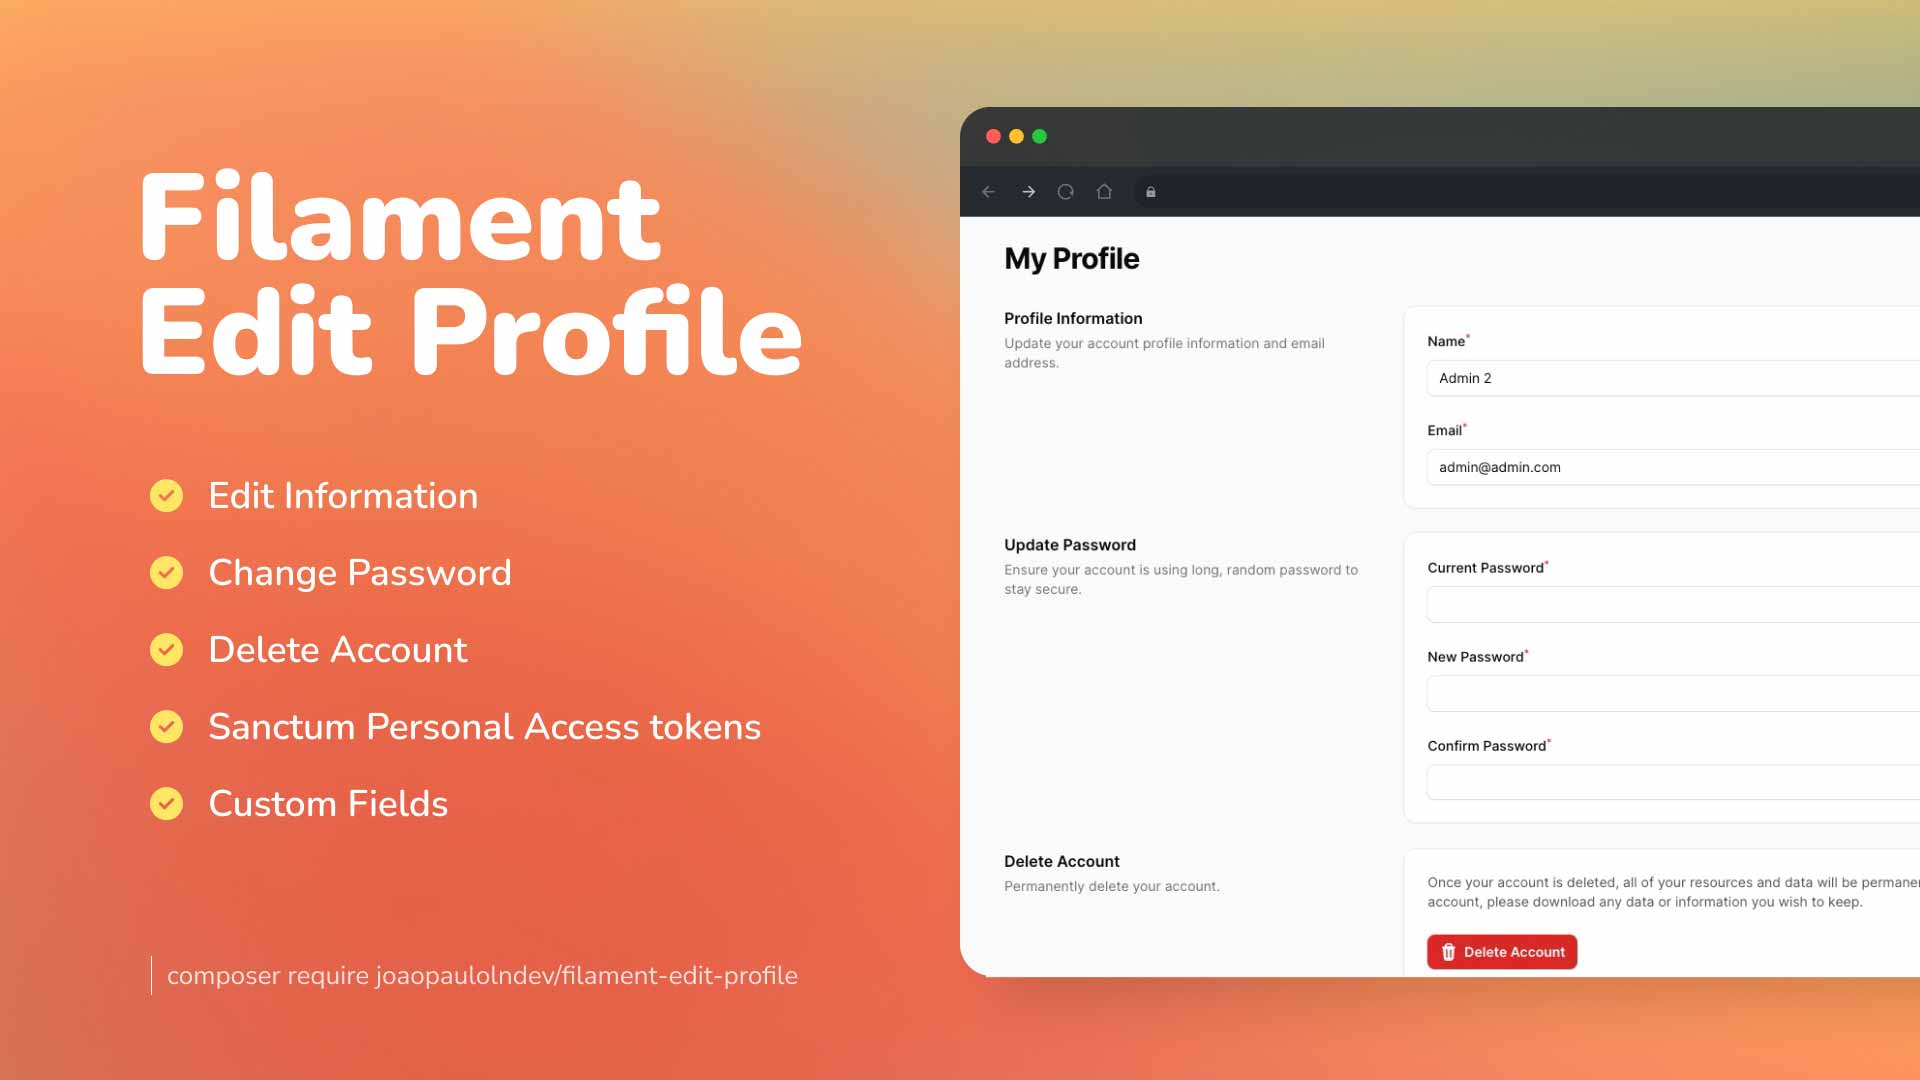 Filament
Edit Profile
Edit Information
Change Password
Delete Account
Sanctum Personal Access tokens
Custom Fields
composer require joaopaulolndev/filament-edit-profile
My Profile
Profile Information
Update your account profile information and email
address.
Name*
Admin 2
Email*
admin@admin.com
Update Password
Ensure your account is using long, random password to
stay secure.
Current Password*
New Password*
Confirm Password*
Delete Account
Permanently delete your account.
Once your account is deleted, all of your resources and data will be
account, please download any data or information you wish to keep.
Delete Account